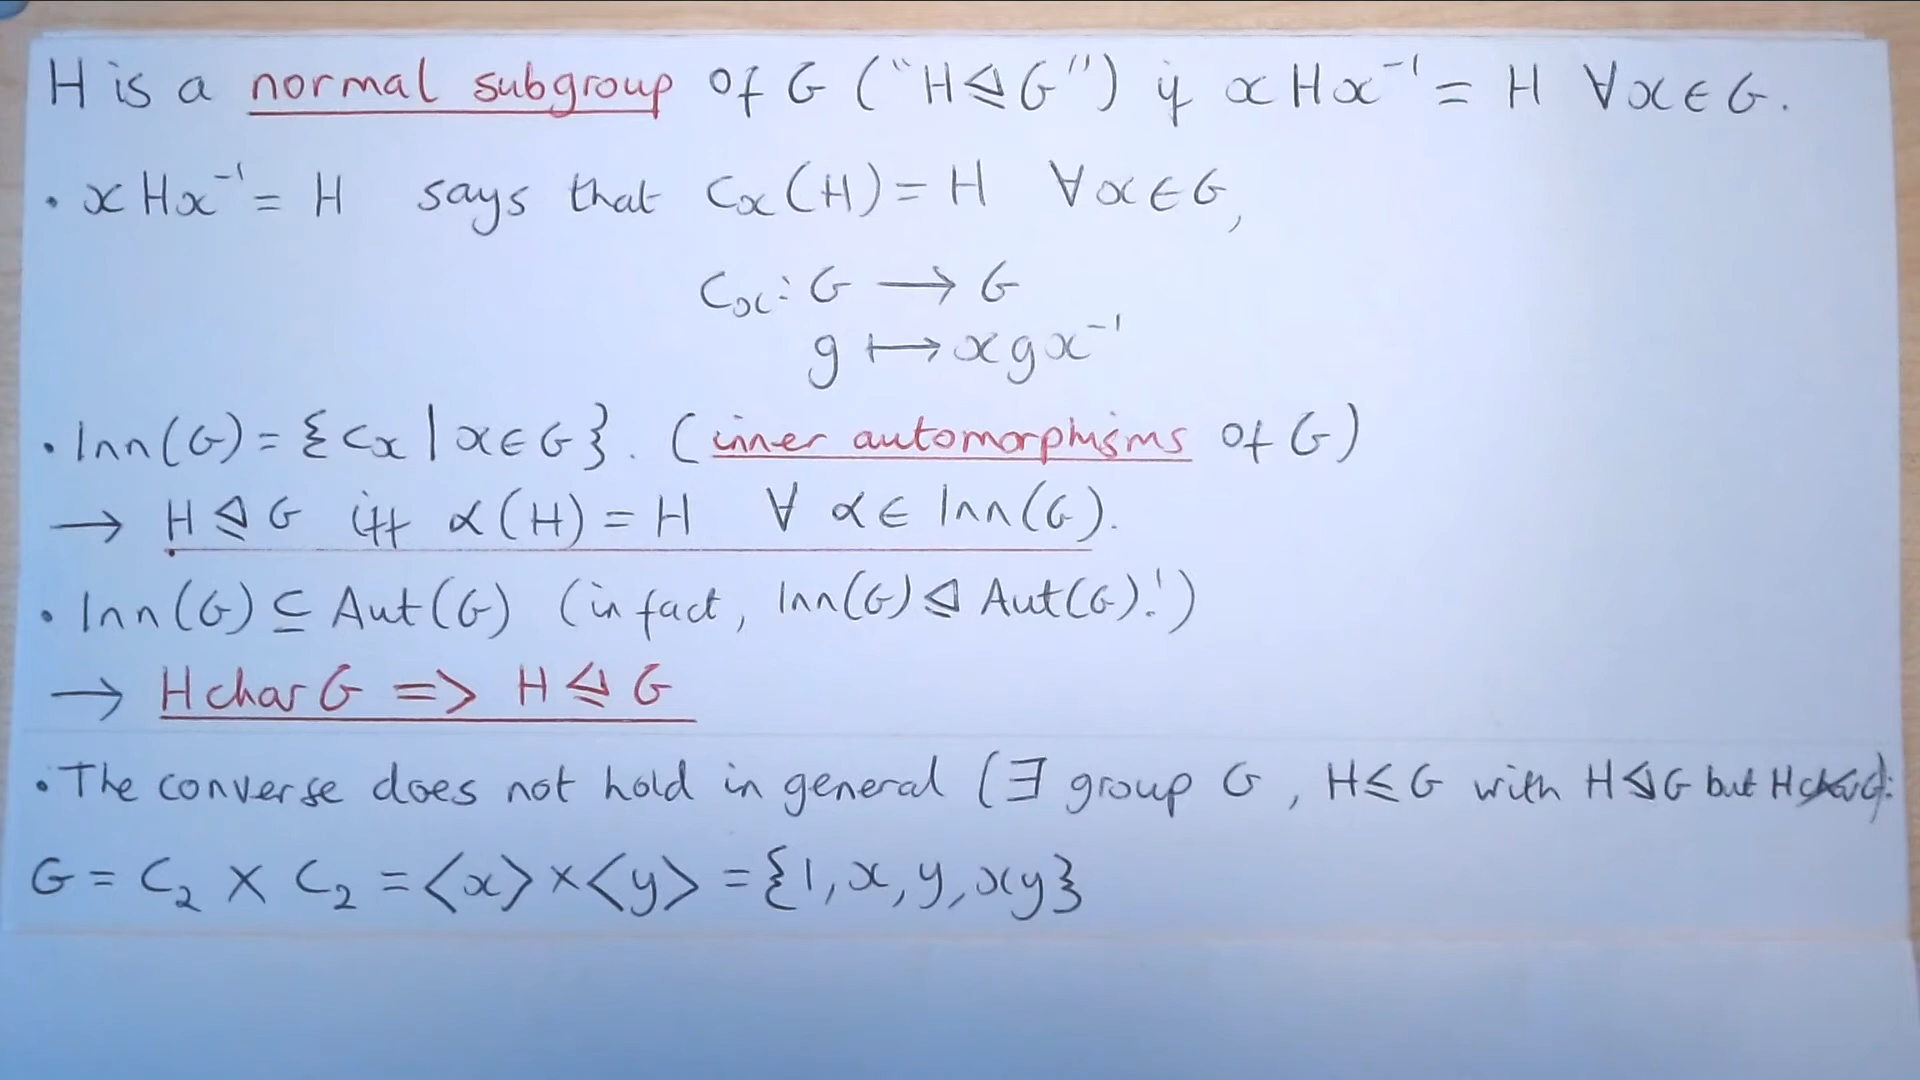 H is a normal subgroup of G ("H⊴G") if xHx⁻¹ = H ∀x∈G.
• xHx⁻¹ = H says that Cx(H) = H ∀x∈G,
Cx: G ⟶ G
g ⟼ xgx⁻¹
• Inn(G) = {Cx | x∈G}. (inner automorphisms of G)
→ H⊴G iff α(H) = H ∀ α∈ Inn(G).
• Inn(G) ⊆ Aut(G) (in fact, Inn(G) ⊴ Aut(G)!)
→ H char G => H ⊴ G
• The converse does not hold in general (∃ group G, H≤G with H⊴G but H c̸h̸a̸r̸ G):
G = C₂ × C₂ = <x> × <y> = {1, x, y, xy}